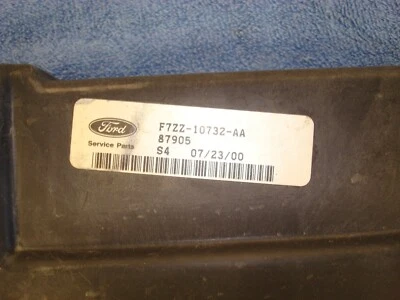 Ford
Service Parts
F7ZZ-10732-AA
87905
S4 07/23/00